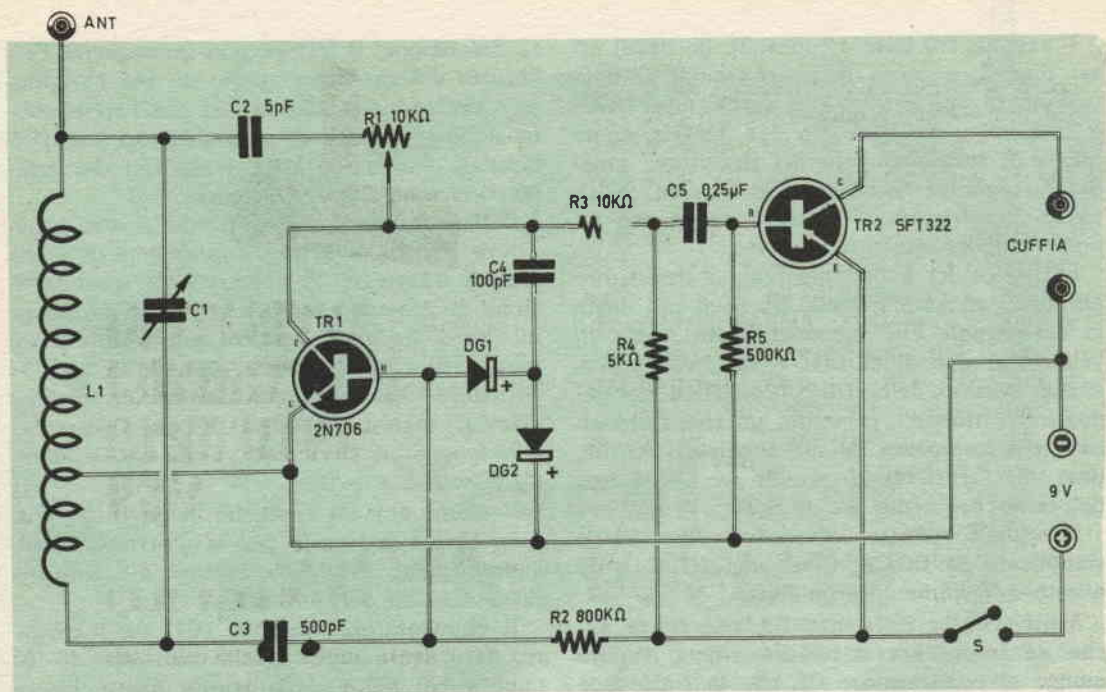 ANT
C2 5pF
R1 10KΩ
R3 10KΩ
C5 0,25µF
B
C
E
TR2 SFT322
CUFFIA
C4
100pF
C1
TR1
C
B
E
2N706
DG1
+
DG2
+
L1
R4
5KΩ
R5
500KΩ
−
9 V
+
C3 500pF
R2 800KΩ
S